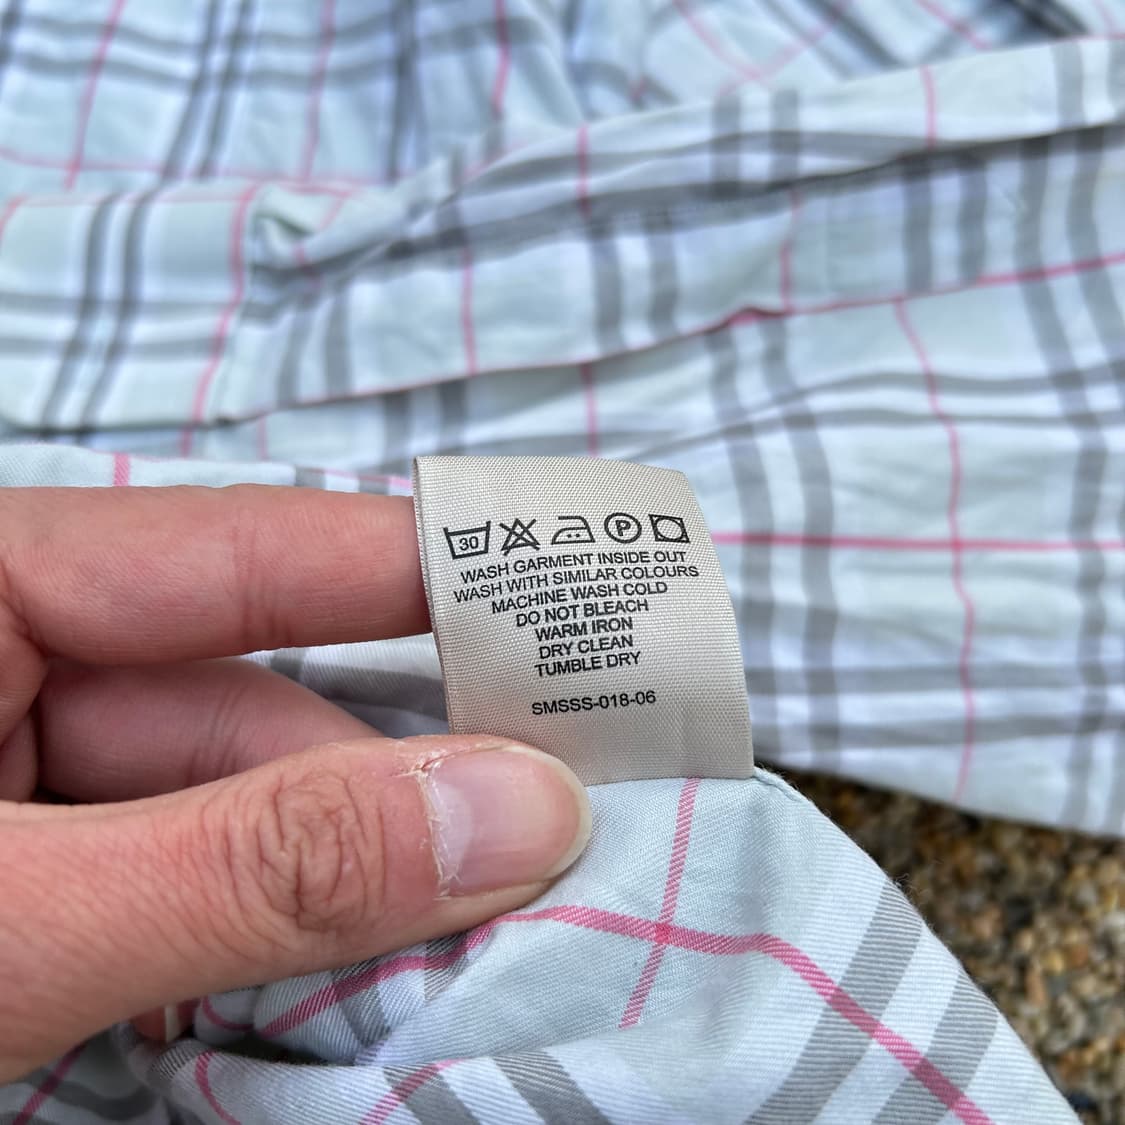 30 P
WASH GARMENT INSIDE OUT
WASH WITH SIMILAR COLOURS
MACHINE WASH COLD
DO NOT BLEACH
WARM IRON
DRY CLEAN
TUMBLE DRY
SMSSS-018-06